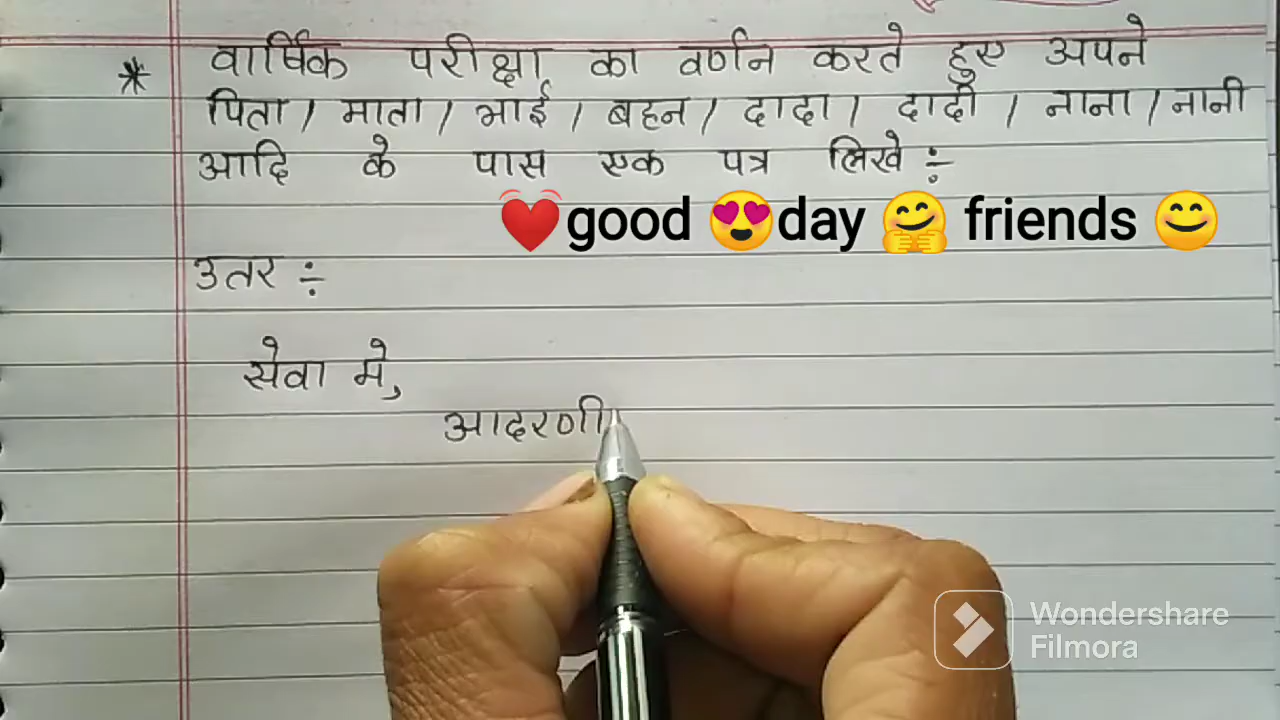 * वार्षिक परीक्षा का वर्णन करते हुए अपने
पिता / माता / भाई / बहन / दादा / दादी / नाना / नानी
आदि के पास एक पत्र लिखे ÷
❤️good 😍day 🤗 friends 😊
उतर ÷
सेवा मे,
आदरणी
Wondershare
Filmora